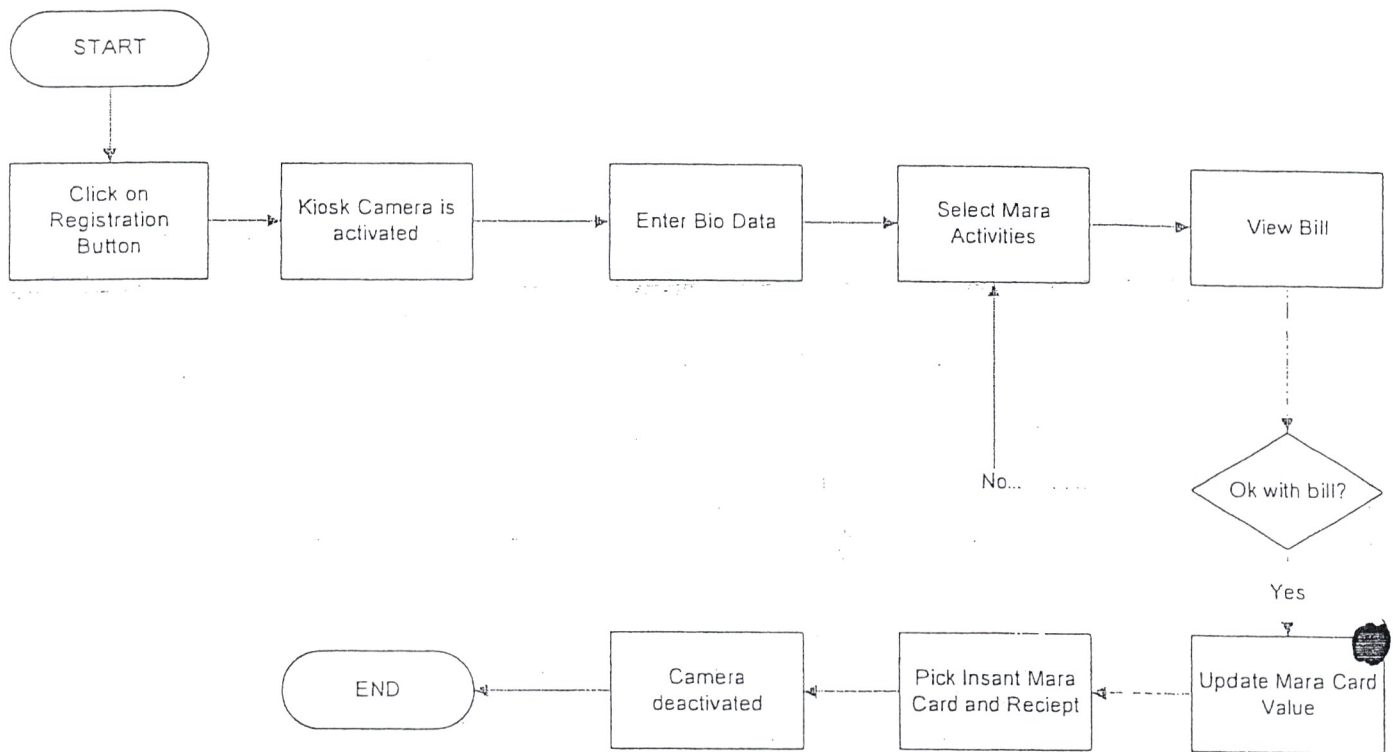 START
Click on
Registration
Button
Kiosk Camera is
activated
Enter Bio Data
Select Mara
Activities
View Bill
No...
Ok with bill?
Yes
Update Mara Card
Value
Pick Insant Mara
Card and Reciept
Camera
deactivated
END